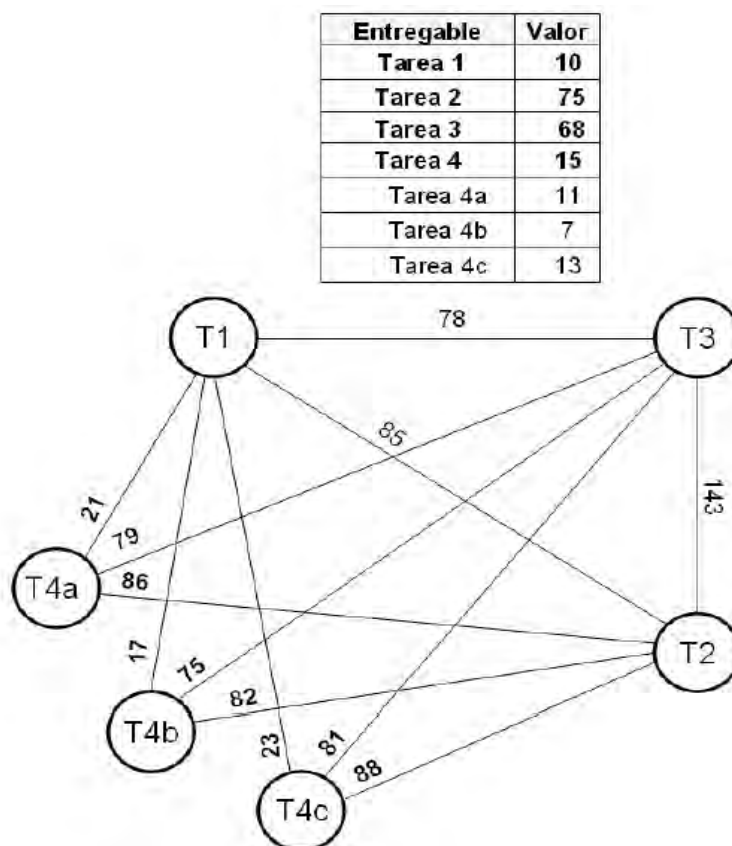 Entregable Valor
Tarea 1 10
Tarea 2 75
Tarea 3 68
Tarea 4 15
Tarea 4a 11
Tarea 4b 7
Tarea 4c 13
T1 78 T3
85
143
21
79
T4a 86
T2
17
75
82
T4b
23
81
88
T4c